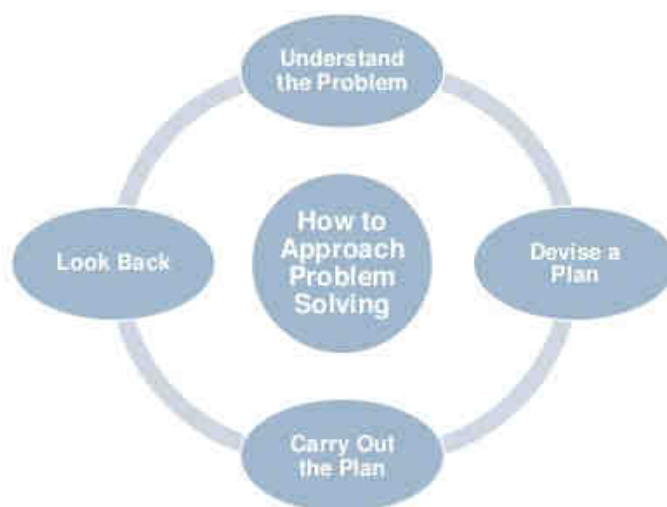 Understand
the Problem
How to
Approach
Problem
Solving
Devise a
Plan
Carry Out
the Plan
Look Back